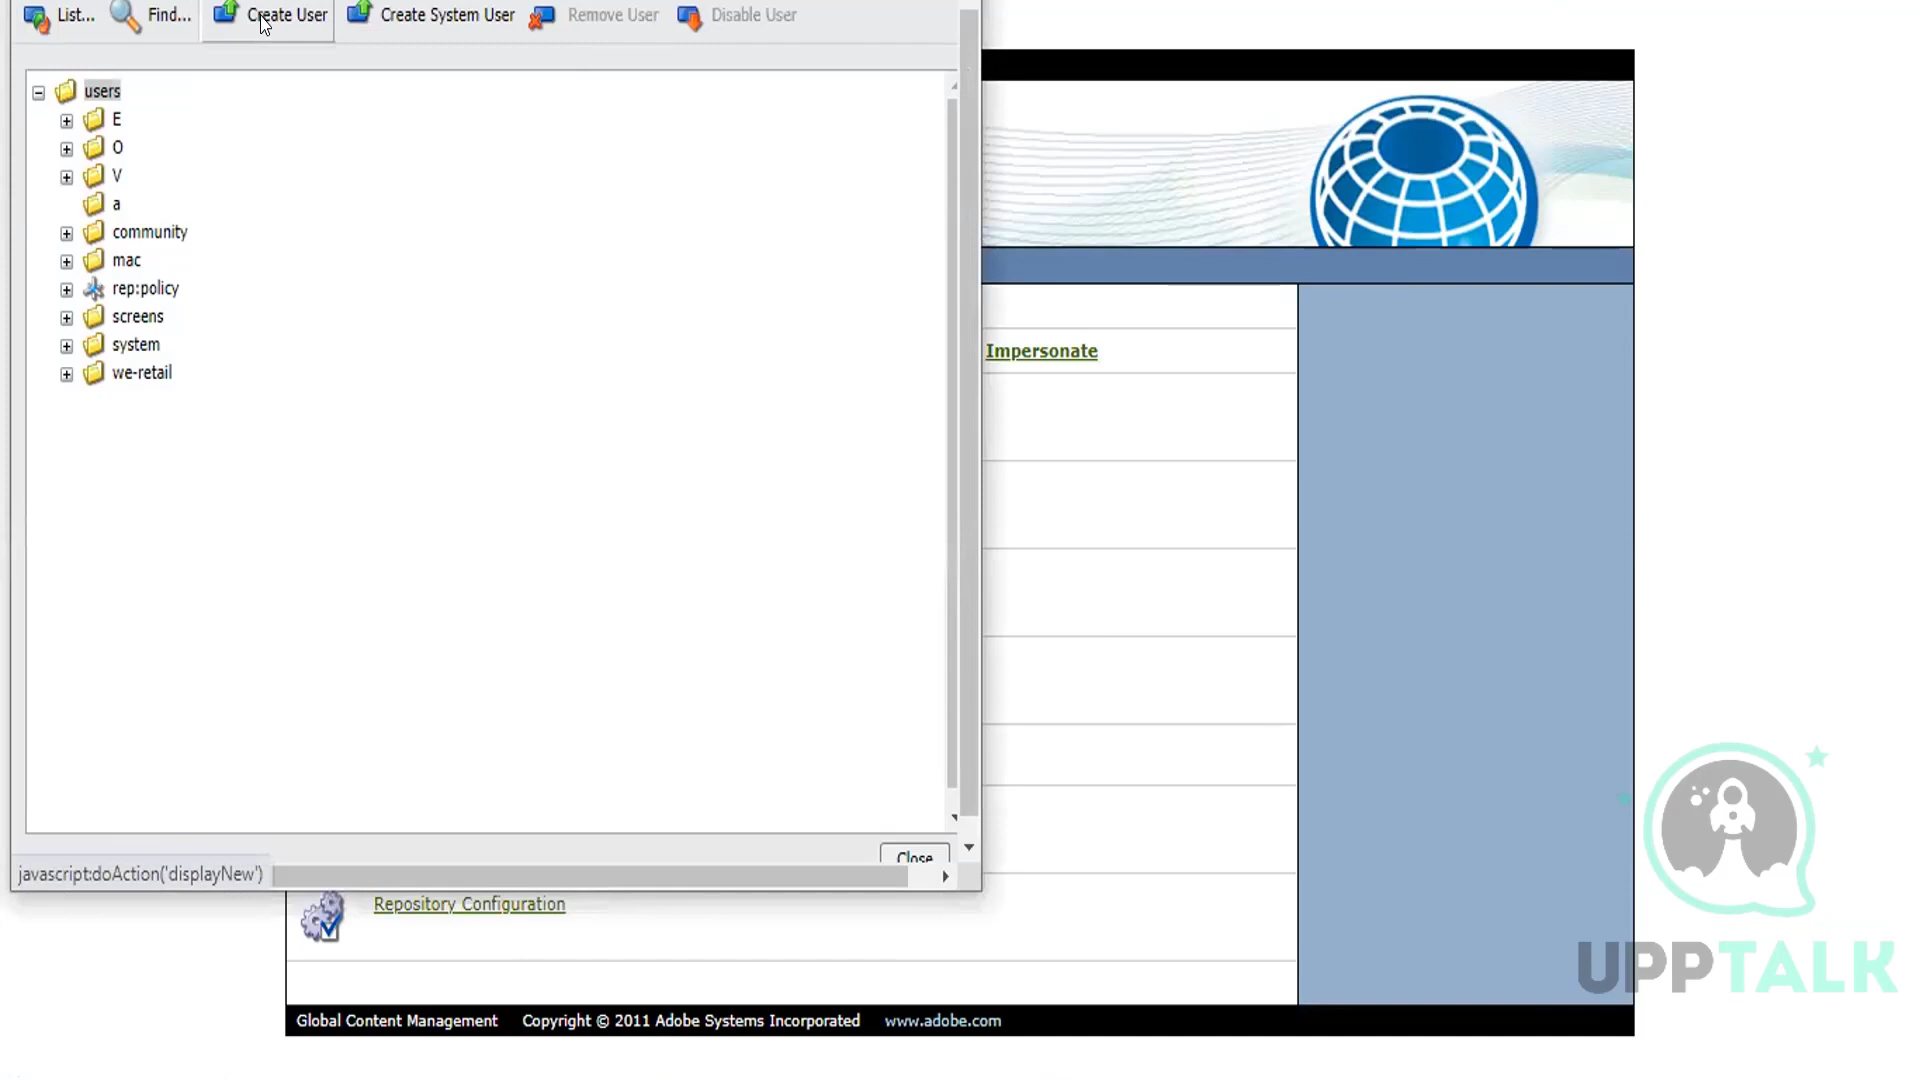 List... Find... Create User Create System User Remove User Disable User
users
E
O
V
a
community
mac
rep:policy
screens
system
we-retail
Impersonate
Close
javascript:doAction('displayNew')
Repository Configuration
UPPTALK
Global Content Management Copyright © 2011 Adobe Systems Incorporated www.adobe.com